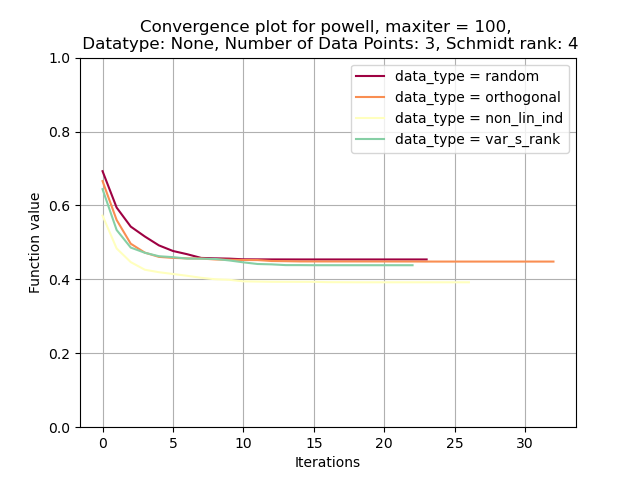 Convergence plot for powell, maxiter = 100,
Datatype: None, Number of Data Points: 3, Schmidt rank: 4
1.0
0.8
0.6
0.4
0.2
0.0
Function value
data_type = random
data_type = orthogonal
data_type = non_lin_ind
data_type = var_s_rank
0 5 10 15 20 25 30
Iterations